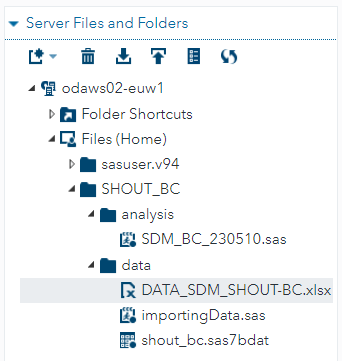 Server Files and Folders
odaws02-euw1
Folder Shortcuts
Files (Home)
sasuser.v94
SHOUT_BC
analysis
SDM_BC_230510.sas
data
DATA_SDM_SHOUT-BC.xlsx
importingData.sas
shout_bc.sas7bdat